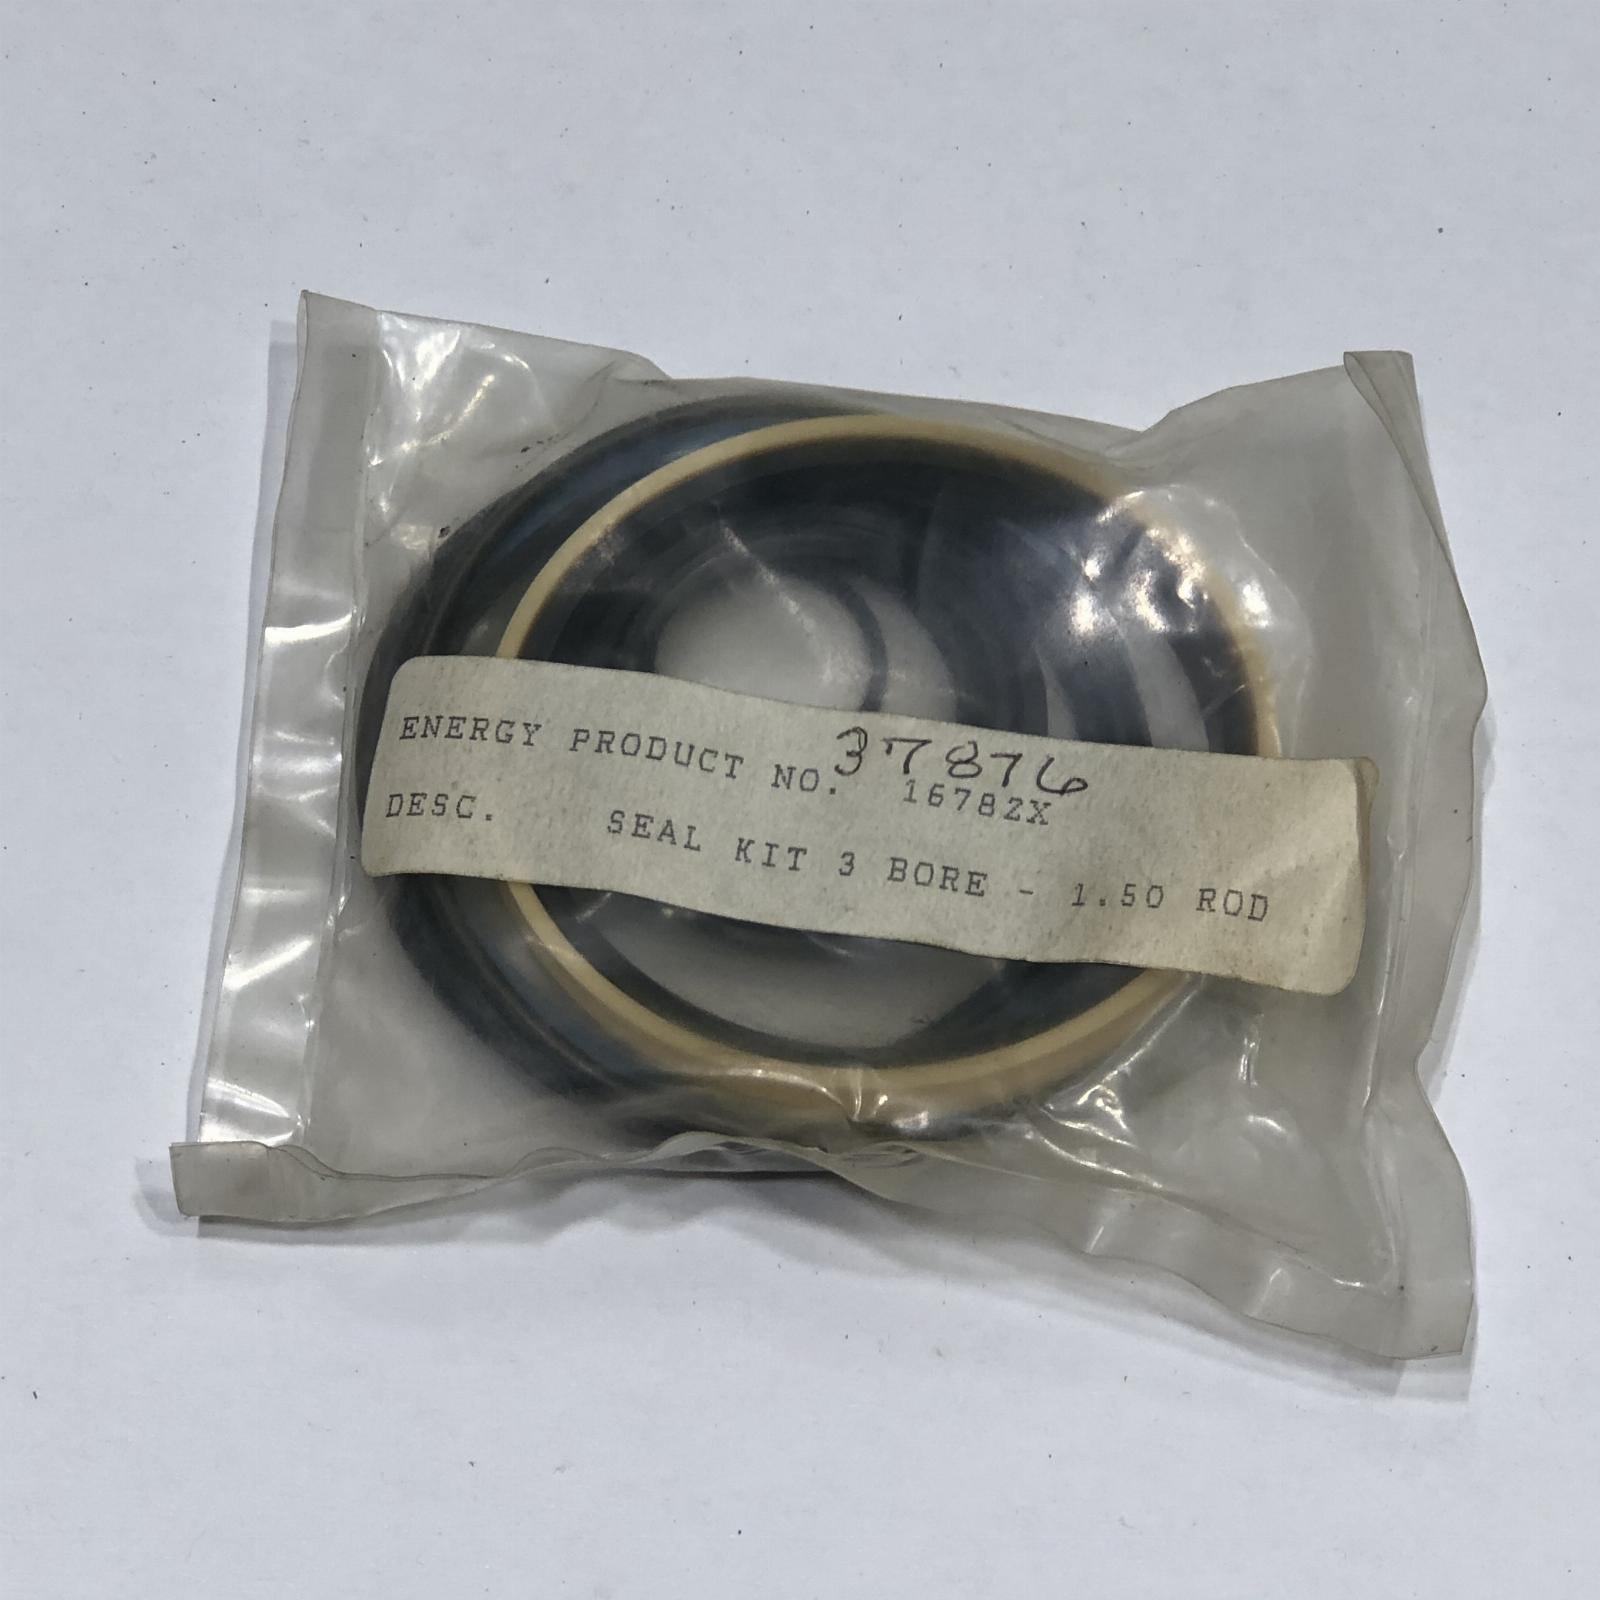 37876
ENERGY PRODUCT NO. 16782X
DESC. SEAL KIT 3 BORE - 1.50 ROD